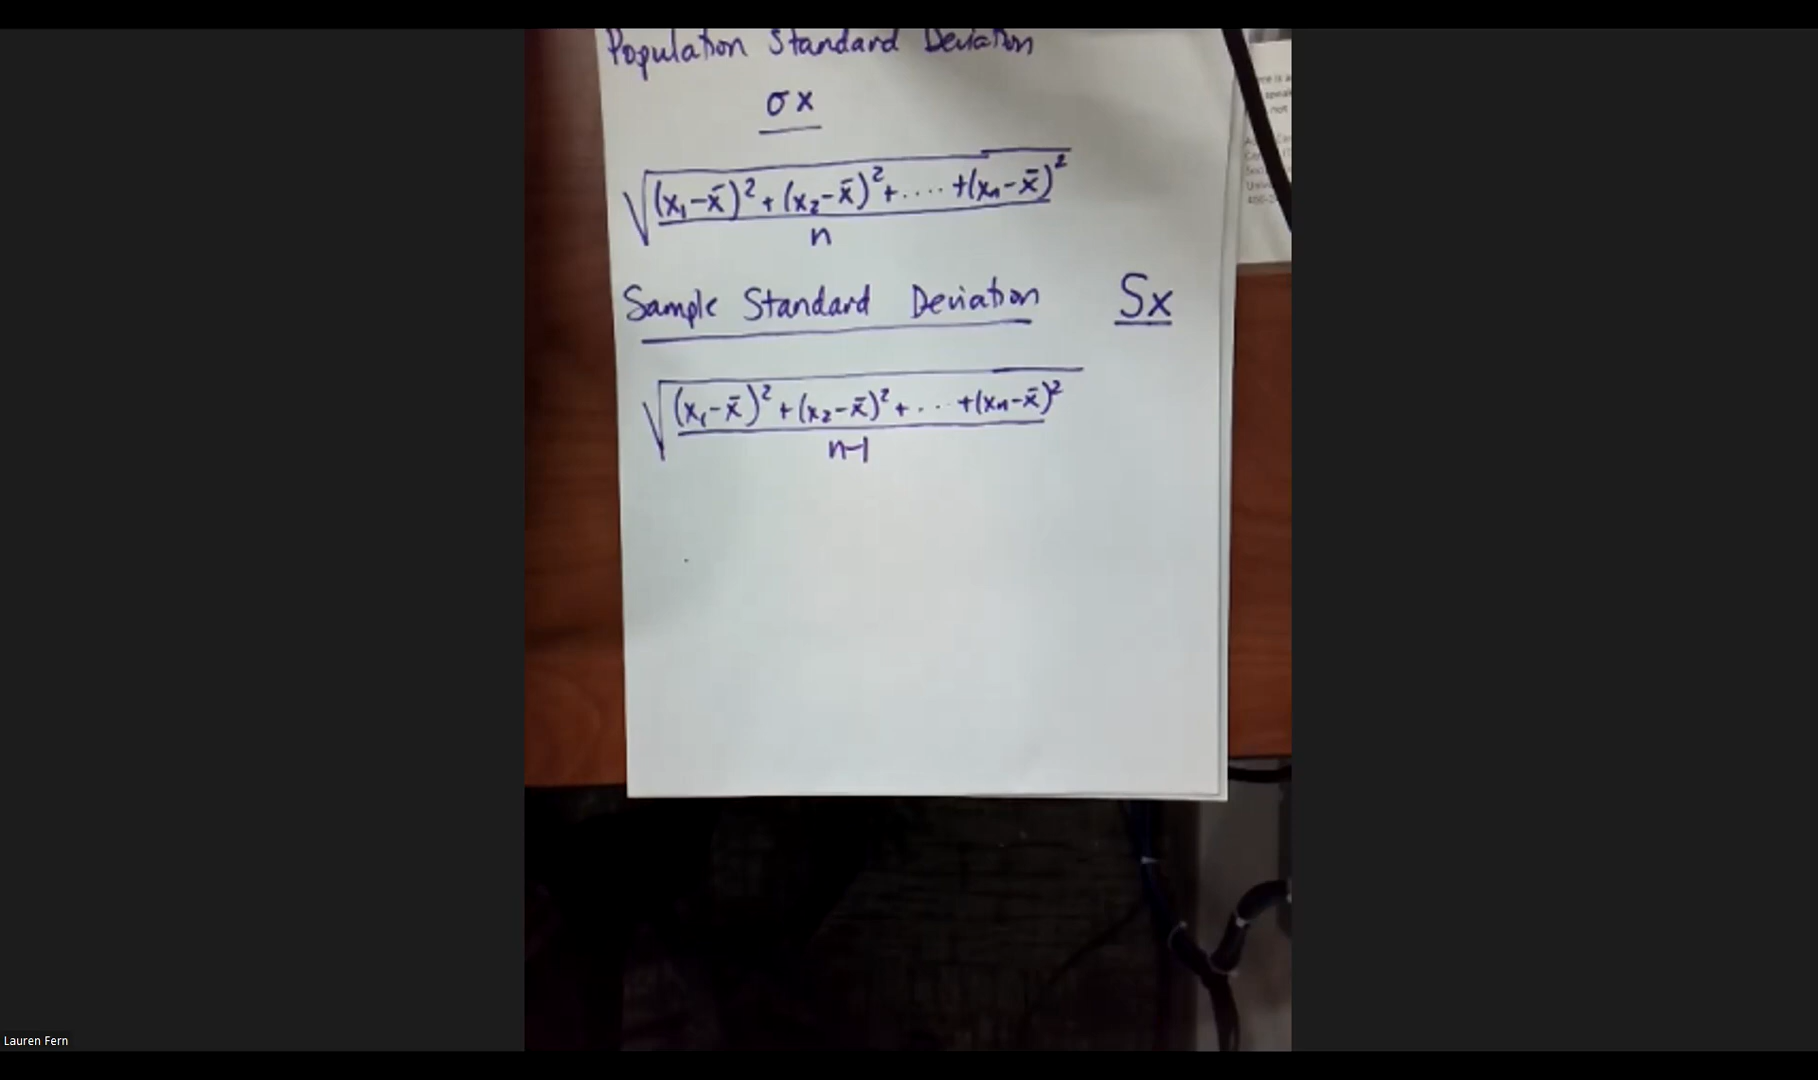 Population Standard Deviation
σx
√((x₁-x̄)²+(x₂-x̄)²+....+(xₙ-x̄)²
n
Sample Standard Deviation Sx
√((x₁-x̄)²+(x₂-x̄)²+...+(xₙ-x̄)²
n-1
not
Lauren Fern